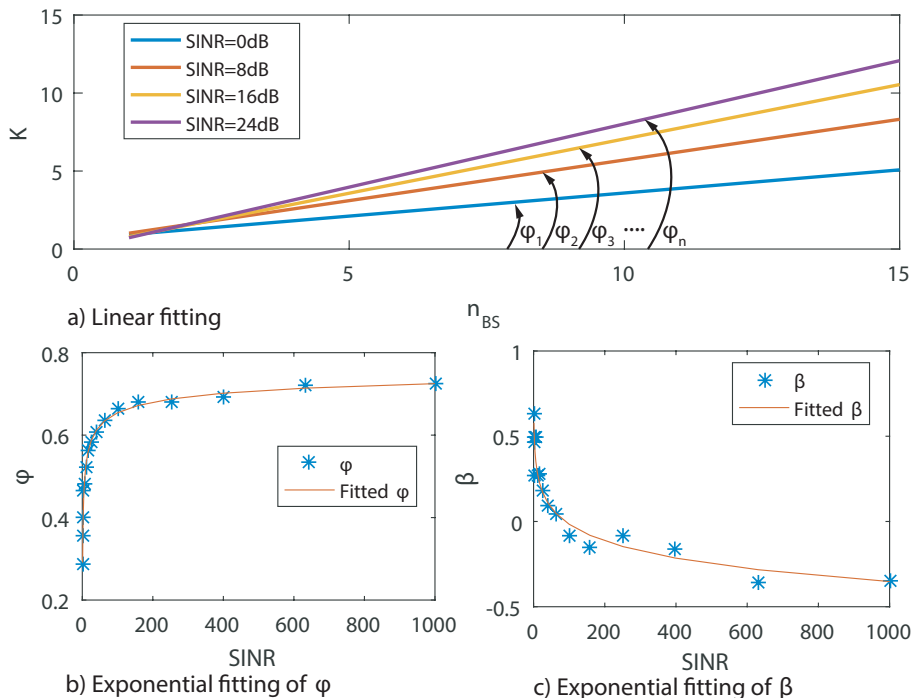 15
10
5
0
K
SINR=0dB
SINR=8dB
SINR=16dB
SINR=24dB
φ1 φ2 φ3 .... φn
0 5 10 15
nBS
a) Linear fitting
0.8
0.6
0.4
0.2
φ
φ
Fitted φ
0 200 400 600 800 1000
SINR
b) Exponential fitting of φ
1
0.5
0
-0.5
β
β
Fitted β
0 200 400 600 800 1000
SINR
c) Exponential fitting of β